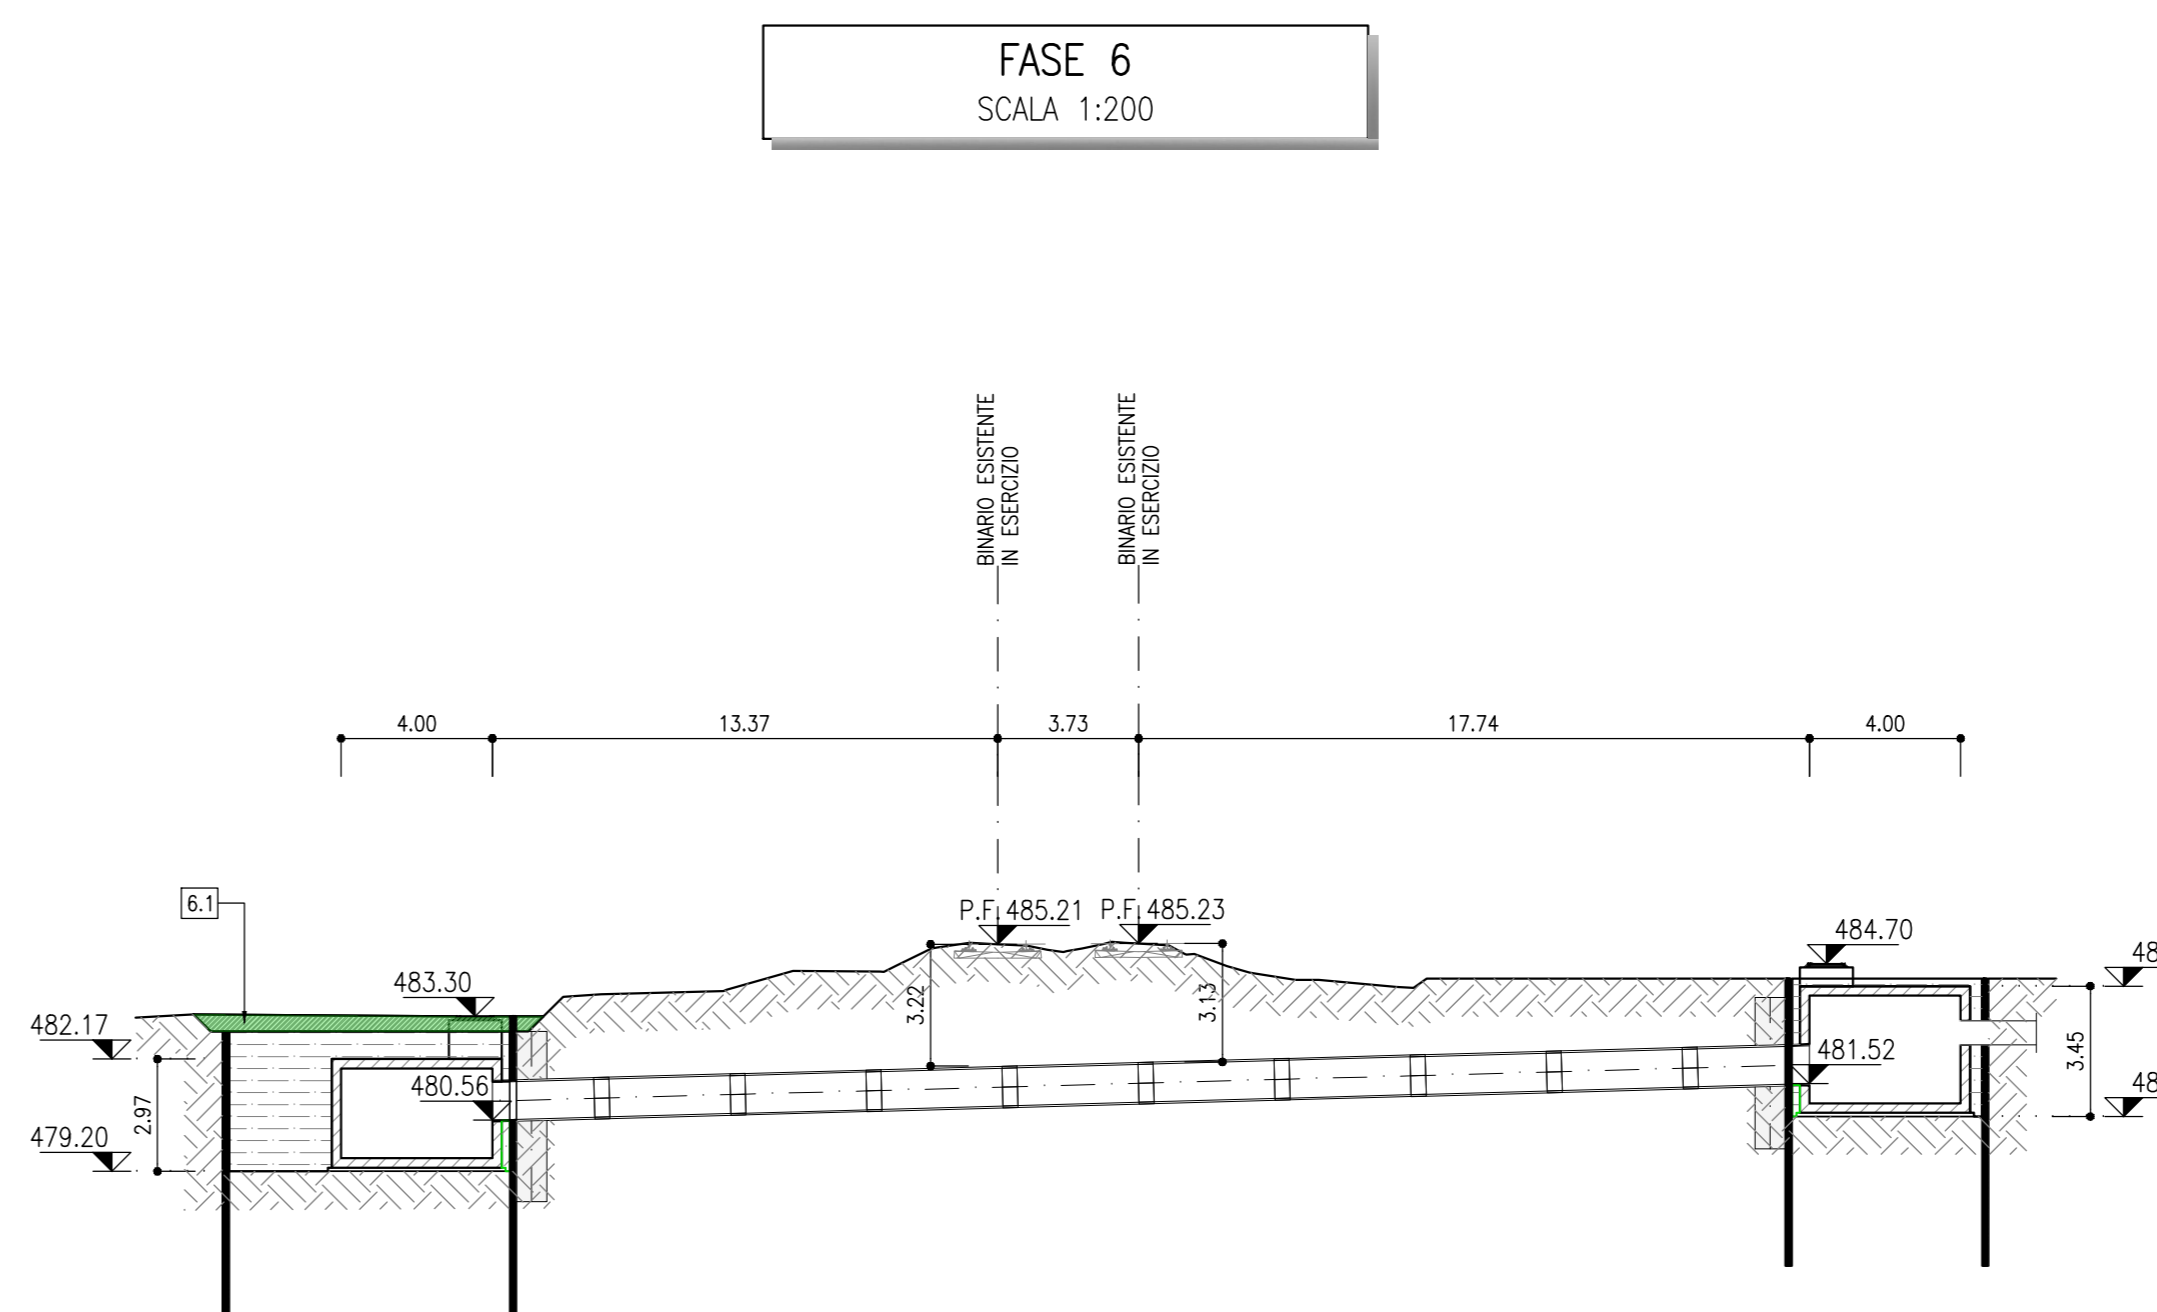 FASE 6
SCALA 1:200
BINARIO ESISTENTE
IN ESERCIZIO
BINARIO ESISTENTE
IN ESERCIZIO
4.00
13.37
3.73
17.74
4.00
6.1
P.F. 485.21
P.F. 485.23
484.70
483.30
482.17
480.56
479.20
2.97
3.22
3.13
481.52
3.45
48
48